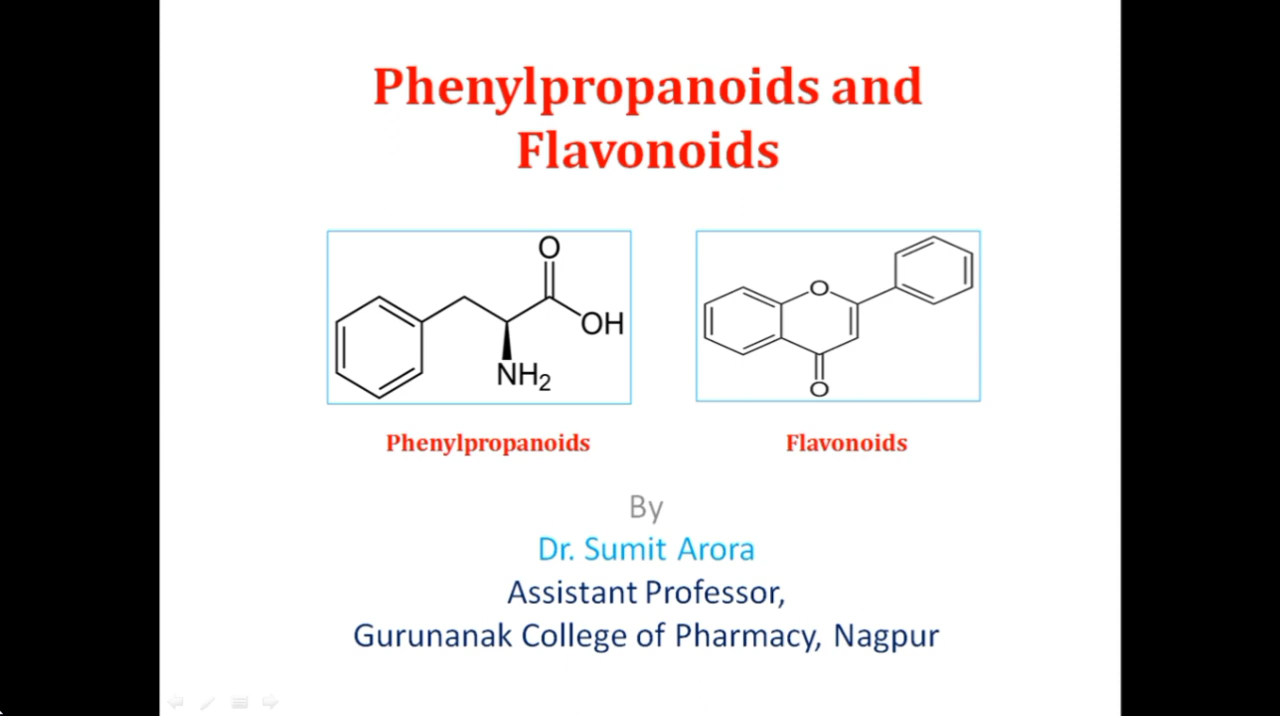 Phenylpropanoids and
Flavonoids
O
OH
NH2
O
O
Phenylpropanoids
Flavonoids
By
Dr. Sumit Arora
Assistant Professor,
Gurunanak College of Pharmacy, Nagpur